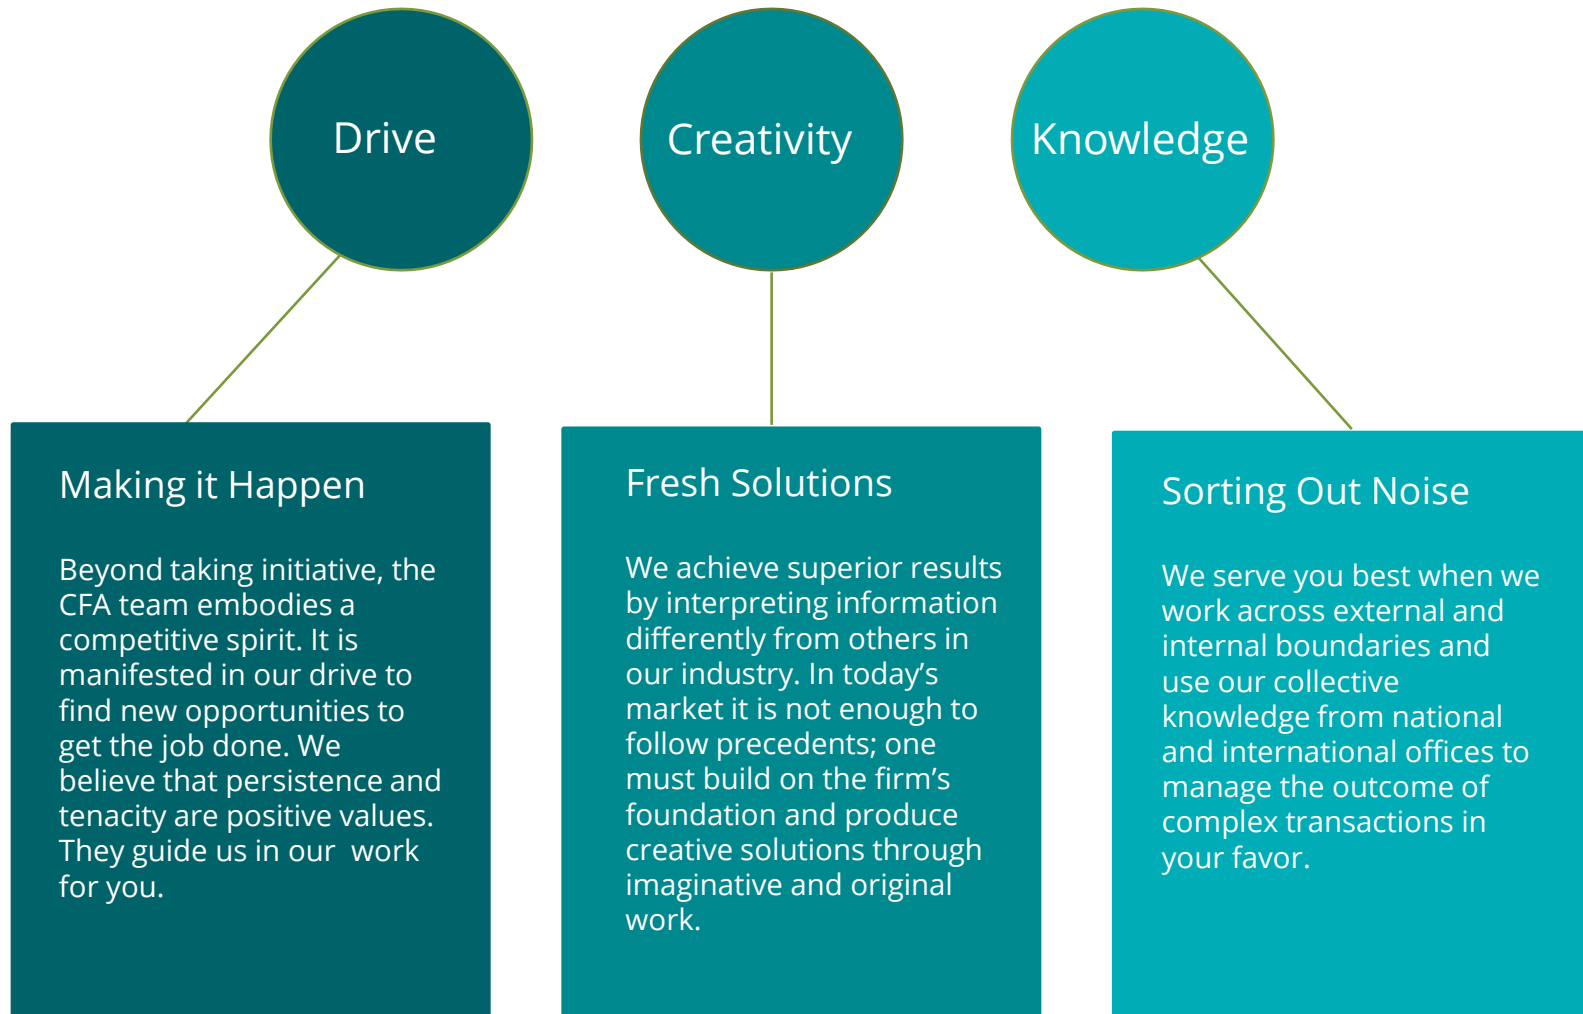 Drive
Creativity
Knowledge
Making it Happen
Beyond taking initiative, the
CFA team embodies a
competitive spirit. It is
manifested in our drive to
find new opportunities to
get the job done. We
believe that persistence and
tenacity are positive values.
They guide us in our  work
for you.
Fresh Solutions
We achieve superior results
by interpreting information
differently from others in
our industry. In today’s
market it is not enough to
follow precedents; one
must build on the firm’s
foundation and produce
creative solutions through
imaginative and original
work.
Sorting Out Noise
We serve you best when we
work across external and
internal boundaries and
use our collective
knowledge from national
and international offices to
manage the outcome of
complex transactions in
your favor.